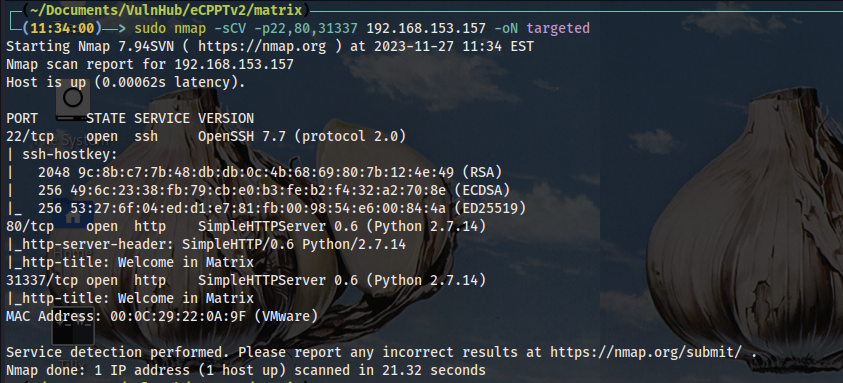 (~/Documents/VulnHub/eCPPTv2/matrix)
(11:34:00)——> sudo nmap -sCV -p22,80,31337 192.168.153.157 -oN targeted
Starting Nmap 7.94SVN ( https://nmap.org ) at 2023-11-27 11:34 EST
Nmap scan report for 192.168.153.157
Host is up (0.00062s latency).
PORT      STATE SERVICE VERSION
22/tcp    open  ssh     OpenSSH 7.7 (protocol 2.0)
| ssh-hostkey:
|   2048 9c:8b:c7:7b:48:db:db:0c:4b:68:69:80:7b:12:4e:49 (RSA)
|   256 49:6c:23:38:fb:79:cb:e0:b3:fe:b2:f4:32:a2:70:8e (ECDSA)
|_  256 53:27:6f:04:ed:d1:e7:81:fb:00:98:54:e6:00:84:4a (ED25519)
80/tcp    open  http    SimpleHTTPServer 0.6 (Python 2.7.14)
|_http-server-header: SimpleHTTP/0.6 Python/2.7.14
|_http-title: Welcome in Matrix
31337/tcp open  http    SimpleHTTPServer 0.6 (Python 2.7.14)
|_http-title: Welcome in Matrix
MAC Address: 00:0C:29:22:0A:9F (VMware)
Service detection performed. Please report any incorrect results at https://nmap.org/submit/ .
Nmap done: 1 IP address (1 host up) scanned in 21.32 seconds